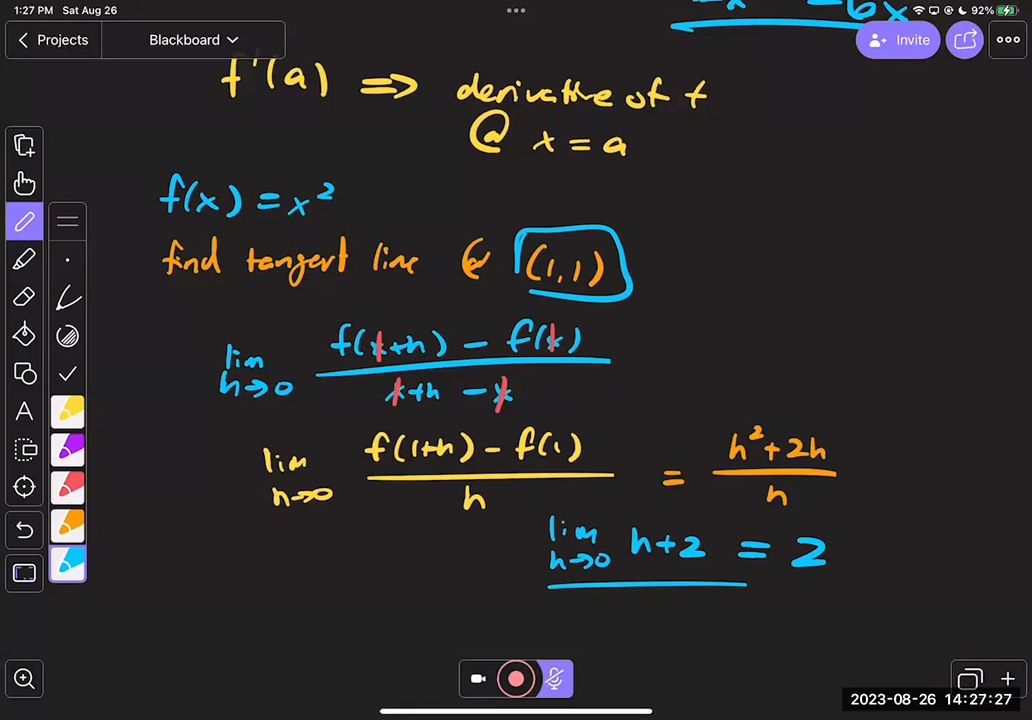 1:27 PM Sat Aug 26
92%
Projects
Blackboard
Invite
f'(a) ⇒ derivative of f
@ x = a
f(x) = x²
find tangent line @ (1,1)
lim h→0 f(x+h) − f(x) / x+h − x
lim h→0 f(1+h) − f(1) / h = h²+2h / h
lim h→0 h+2 = 2
A
2023-08-26 14:27:27